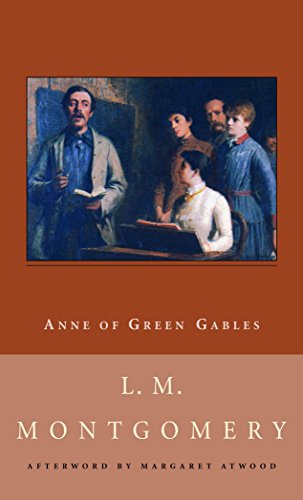 ANNE OF GREEN GABLES
L. M.
MONTGOMERY
AFTERWORD BY MARGARET ATWOOD